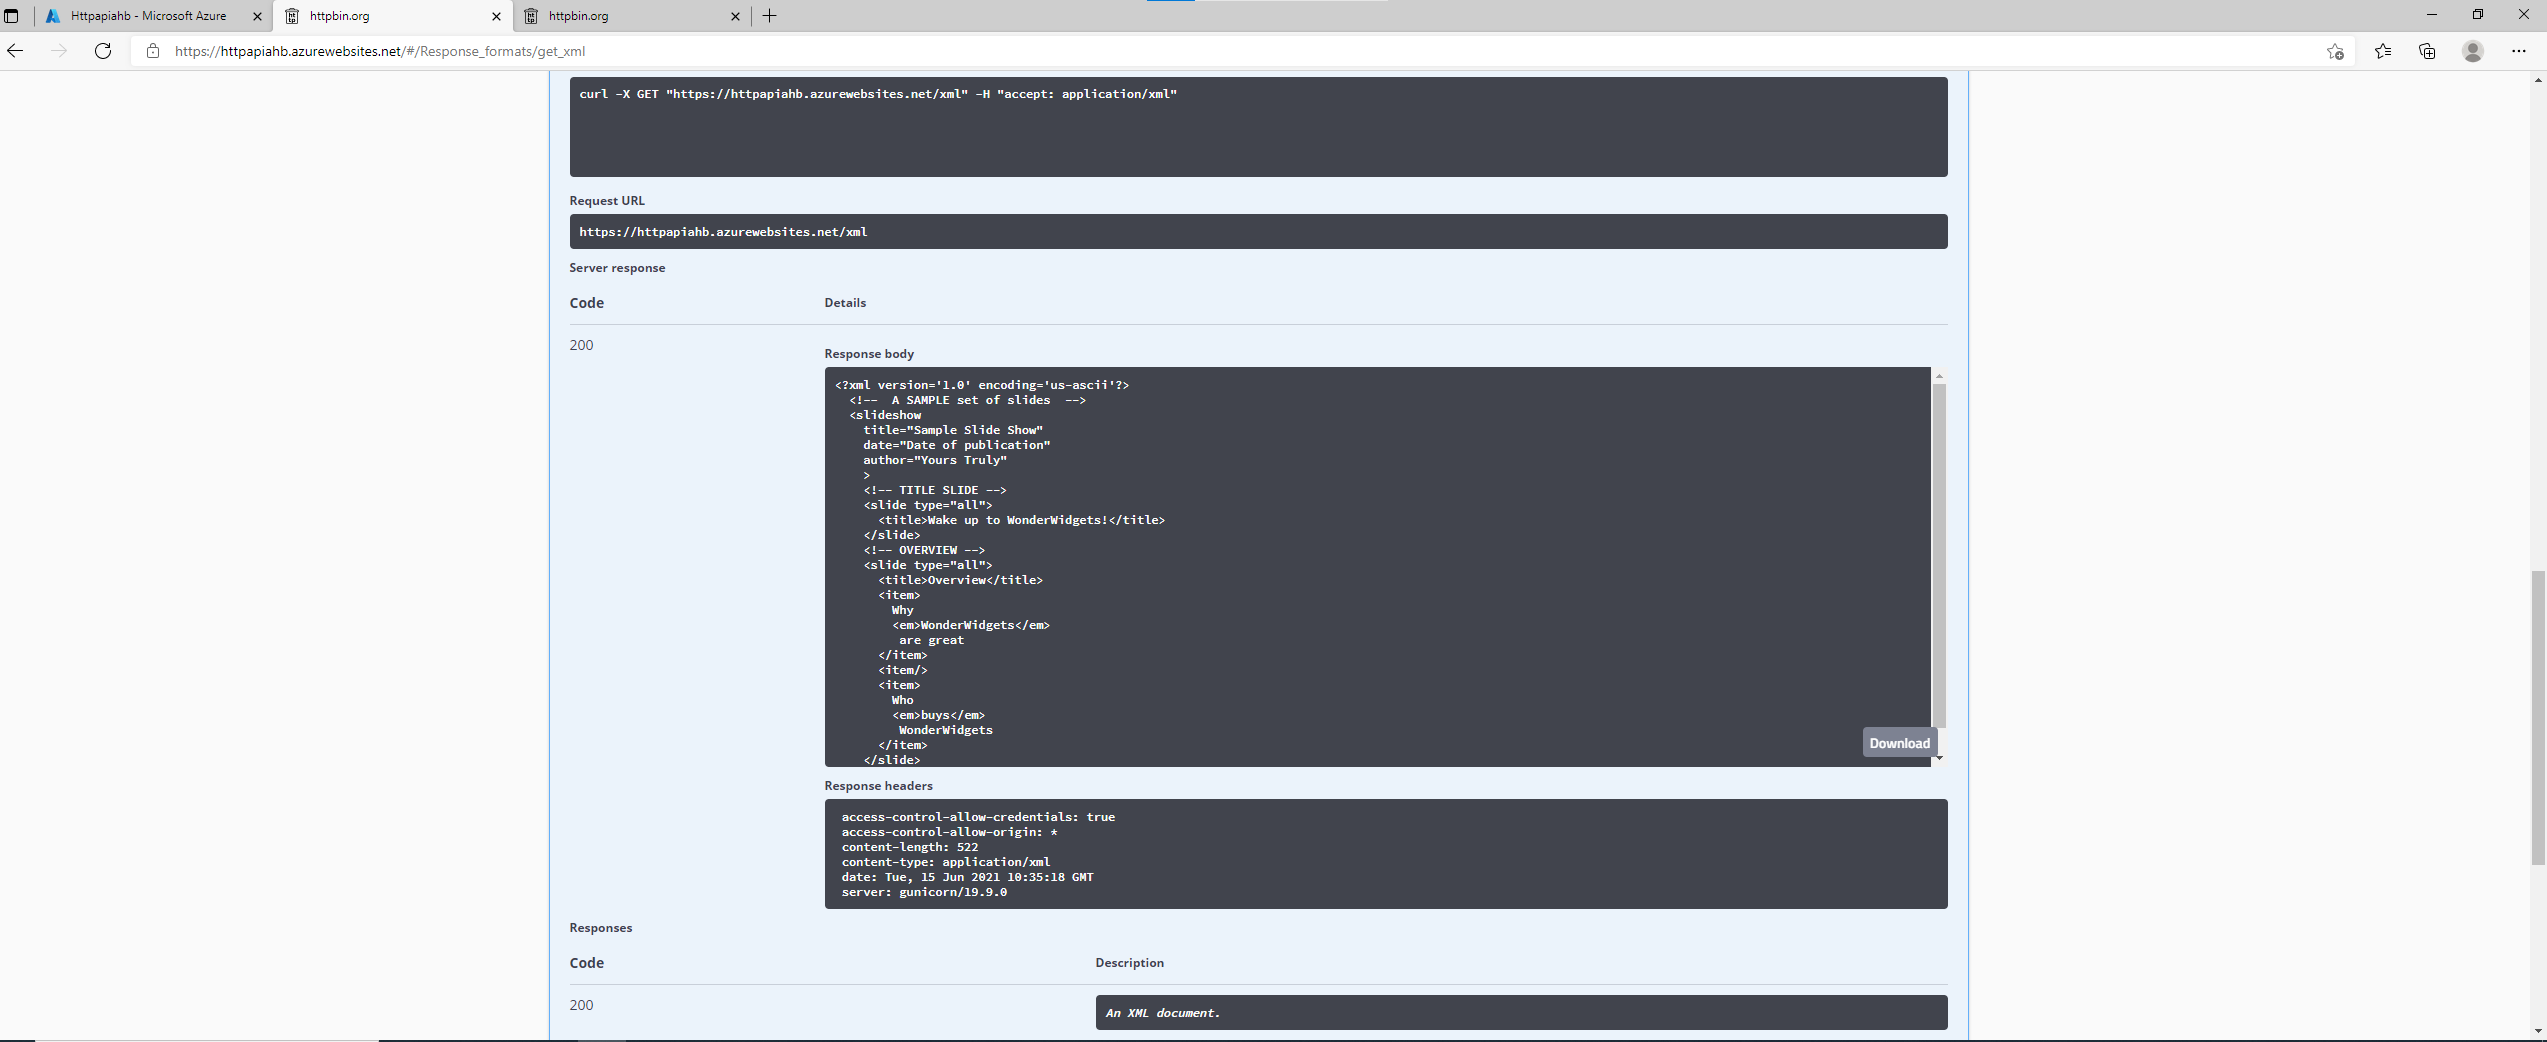 Httpapiahb - Microsoft Azure
httpbin.org
httpbin.org
https://httpapiahb.azurewebsites.net/#/Response_formats/get_xml
curl -X GET "https://httpapiahb.azurewebsites.net/xml" -H "accept: application/xml"
Request URL
https://httpapiahb.azurewebsites.net/xml
Server response
Code Details
200
Response body
<?xml version='1.0' encoding='us-ascii'?>
<!--  A SAMPLE set of slides  -->
<slideshow
title="Sample Slide Show"
date="Date of publication"
author="Yours Truly"
>
<!-- TITLE SLIDE -->
<slide type="all">
<title>Wake up to WonderWidgets!</title>
</slide>
<!-- OVERVIEW -->
<slide type="all">
<title>Overview</title>
<item>
Why
<em>WonderWidgets</em>
are great
</item>
<item/>
<item>
Who
<em>buys</em>
WonderWidgets
</item>
</slide>
Download
Response headers
access-control-allow-credentials: true
access-control-allow-origin: *
content-length: 522
content-type: application/xml
date: Tue, 15 Jun 2021 10:35:18 GMT
server: gunicorn/19.9.0
Responses
Code Description
200
An XML document.